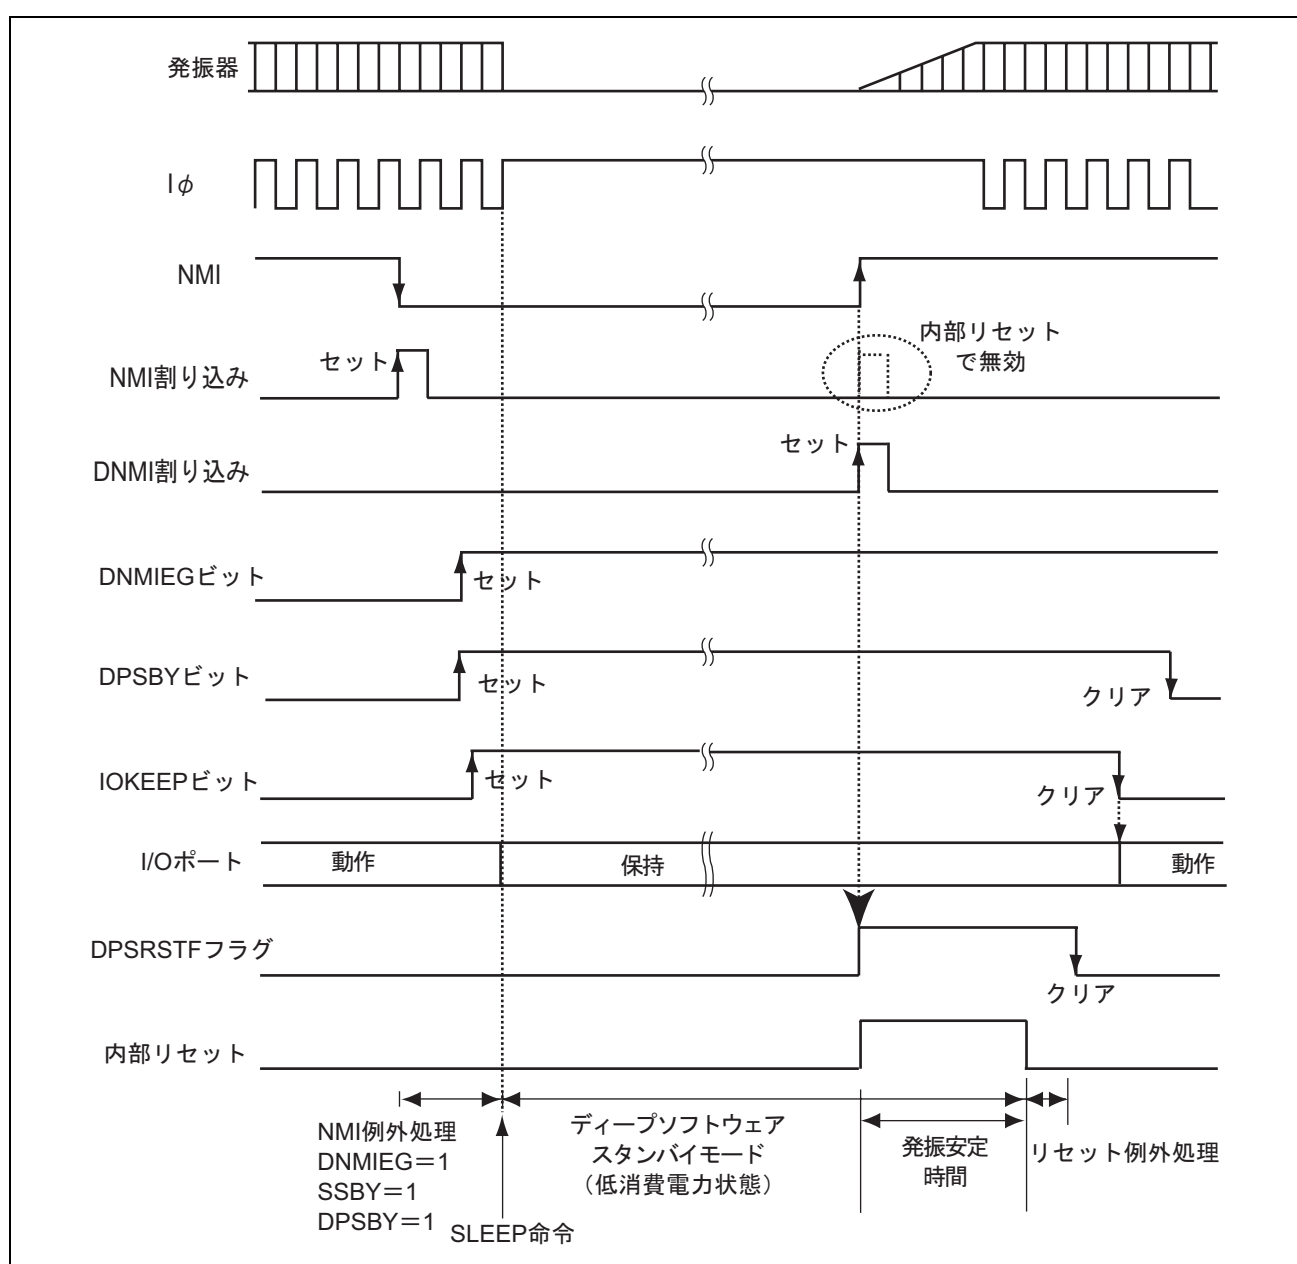 発振器
Iφ
NMI
内部リセット
で無効
セット
NMI割り込み
セット
DNMI割り込み
DNMIEGビット
セット
DPSBYビット
セット
クリア
IOKEEPビット
セット
クリア
I/Oポート
動作
保持
動作
DPSRSTFフラグ
クリア
内部リセット
NMI例外処理
DNMIEG＝1
SSBY＝1
DPSBY＝1
SLEEP命令
ディープソフトウェア
スタンバイモード
（低消費電力状態）
発振安定
時間
リセット例外処理